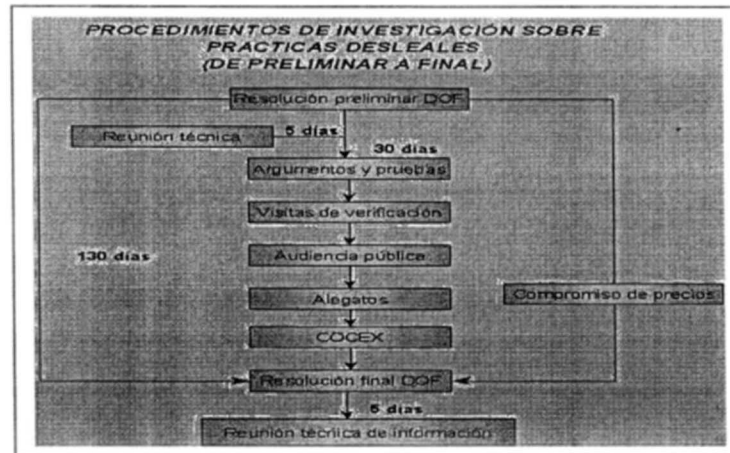 PROCEDIMIENTOS DE INVESTIGACIÓN SOBRE
PRACTICAS DESLEALES
(DE PRELIMINAR A FINAL)
Resolución preliminar DOF
Reunión técnica
5 días
30 días
Argumentos y pruebas
Visitas de verificación
130 días
Audiencia pública
Alegatos
Compromiso de precios
COCEX
Resolución final DOF
5 días
Reunión técnica de información